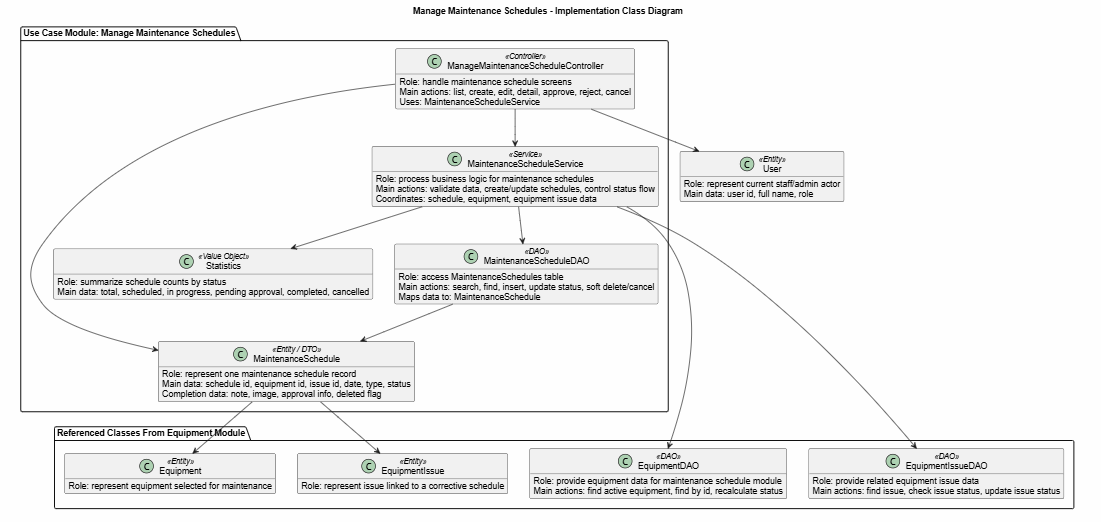 Manage Maintenance Schedules - Implementation Class Diagram
Use Case Module: Manage Maintenance Schedules
«Controller»
C ManageMaintenanceScheduleController
Role: handle maintenance schedule screens
Main actions: list, create, edit, detail, approve, reject, cancel
Uses: MaintenanceScheduleService
«Service»
C MaintenanceScheduleService
Role: process business logic for maintenance schedules
Main actions: validate data, create/update schedules, control status flow
Coordinates: schedule, equipment, equipment issue data
«Entity»
C User
Role: represent current staff/admin actor
Main data: user id, full name, role
«Value Object»
C Statistics
Role: summarize schedule counts by status
Main data: total, scheduled, in progress, pending approval, completed, cancelled
«DAO»
C MaintenanceScheduleDAO
Role: access MaintenanceSchedules table
Main actions: search, find, insert, update status, soft delete/cancel
Maps data to: MaintenanceSchedule
«Entity / DTO»
C MaintenanceSchedule
Role: represent one maintenance schedule record
Main data: schedule id, equipment id, issue id, date, type, status
Completion data: note, image, approval info, deleted flag
Referenced Classes From Equipment Module
«Entity»
C Equipment
Role: represent equipment selected for maintenance
«Entity»
C EquipmentIssue
Role: represent issue linked to a corrective schedule
«DAO»
C EquipmentDAO
Role: provide equipment data for maintenance schedule module
Main actions: find active equipment, find by id, recalculate status
«DAO»
C EquipmentIssueDAO
Role: provide related equipment issue data
Main actions: find issue, check issue status, update issue status